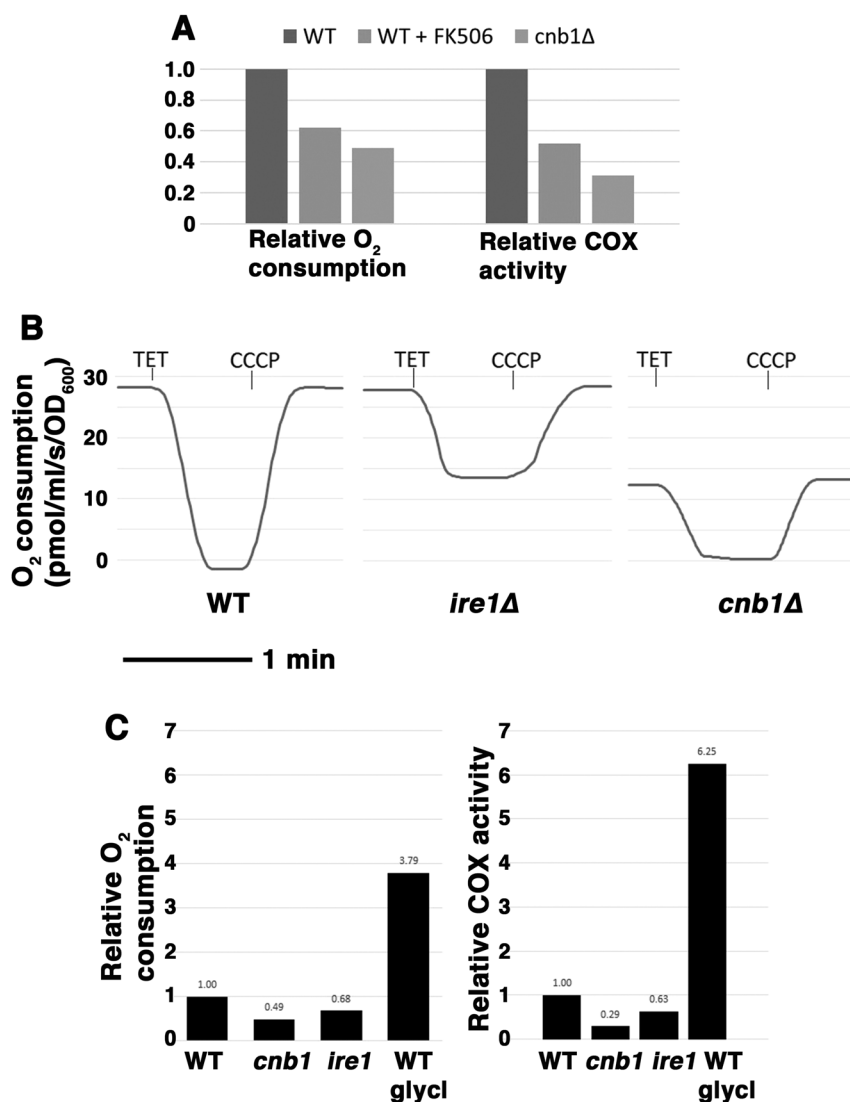 A
WT WT + FK506 cnb1Δ
1.0
0.8
0.6
0.4
0.2
0
Relative O2
consumption
Relative COX
activity
B
O2 consumption
(pmol/ml/s/OD600)
30
20
10
0
TET CCCP
TET CCCP
TET CCCP
WT
ire1Δ
cnb1Δ
1 min
C
Relative O2
consumption
7
6
5
4
3
2
1
0
1.00
0.49
0.68
3.79
WT cnb1 ire1 WT
glycl
Relative COX activity
7
6
5
4
3
2
1
0
1.00
0.29
0.63
6.25
WT cnb1 ire1 WT
glycl